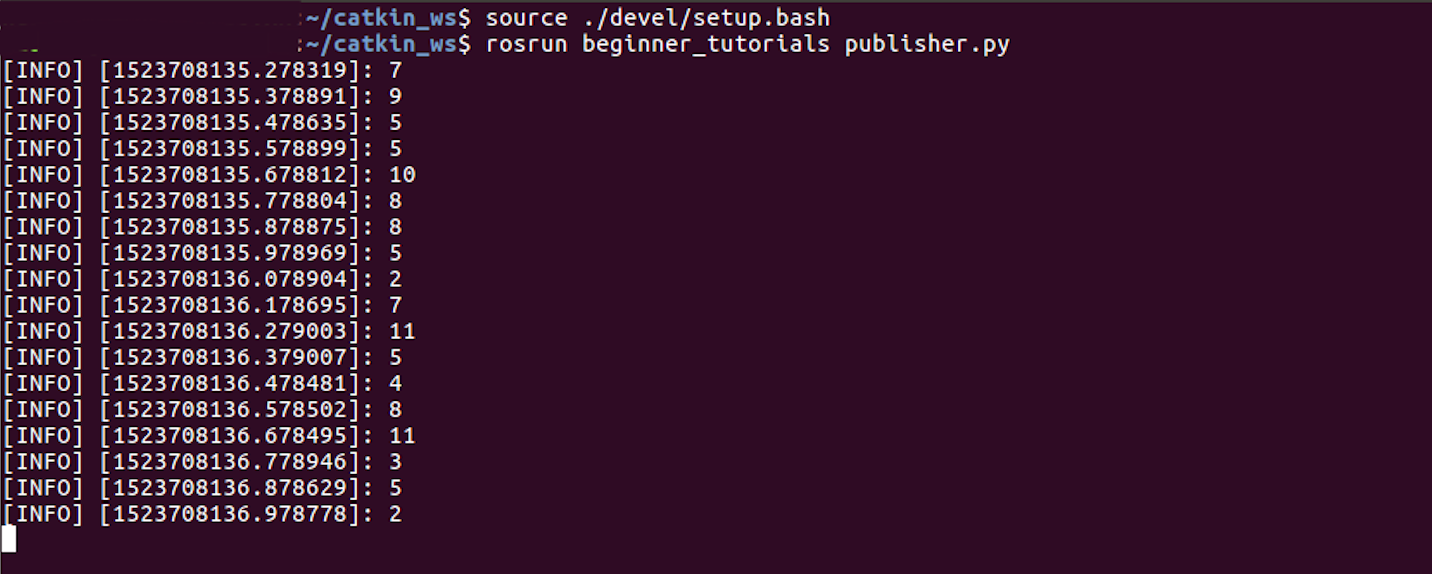 :~/catkin_ws$ source ./devel/setup.bash
:~/catkin_ws$ rosrun beginner_tutorials publisher.py
[INFO] [1523708135.278319]: 7
[INFO] [1523708135.378891]: 9
[INFO] [1523708135.478635]: 5
[INFO] [1523708135.578899]: 5
[INFO] [1523708135.678812]: 10
[INFO] [1523708135.778804]: 8
[INFO] [1523708135.878875]: 8
[INFO] [1523708135.978969]: 5
[INFO] [1523708136.078904]: 2
[INFO] [1523708136.178695]: 7
[INFO] [1523708136.279003]: 11
[INFO] [1523708136.379007]: 5
[INFO] [1523708136.478481]: 4
[INFO] [1523708136.578502]: 8
[INFO] [1523708136.678495]: 11
[INFO] [1523708136.778946]: 3
[INFO] [1523708136.878629]: 5
[INFO] [1523708136.978778]: 2